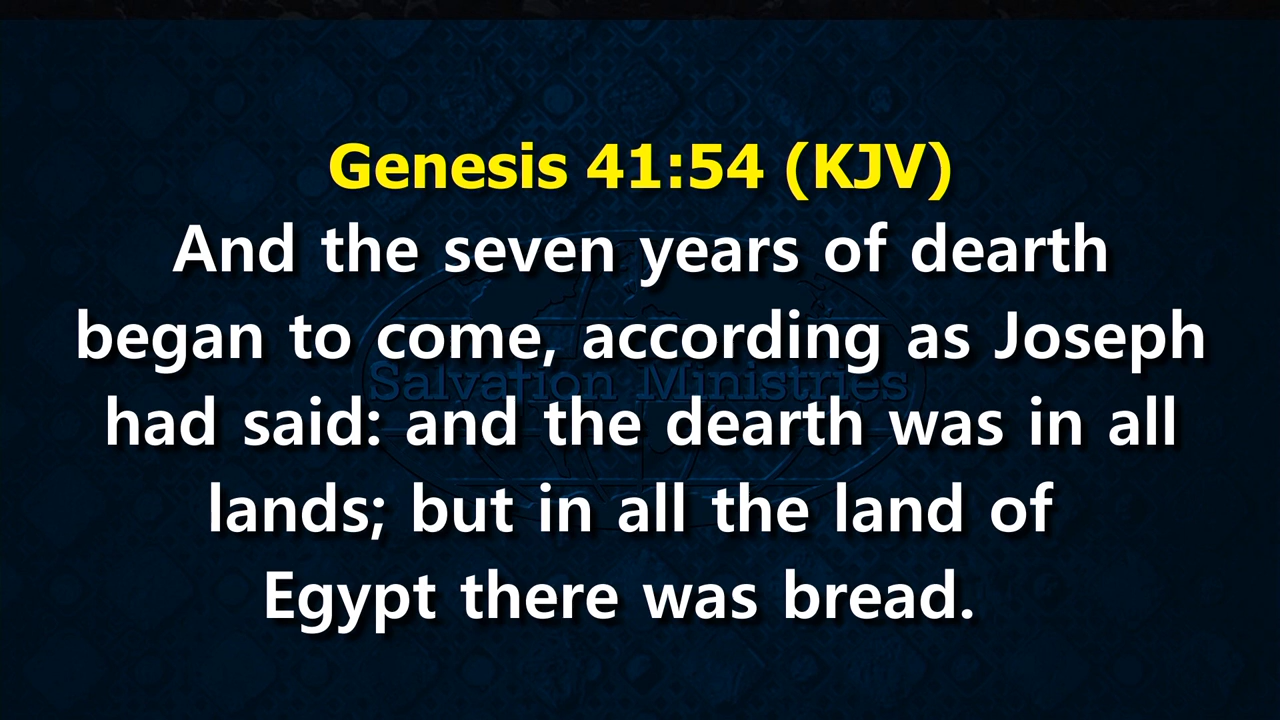 Genesis 41:54 (KJV)
And the seven years of dearth
began to come, according as Joseph
Salvation Ministries
had said: and the dearth was in all
lands; but in all the land of
Egypt there was bread.